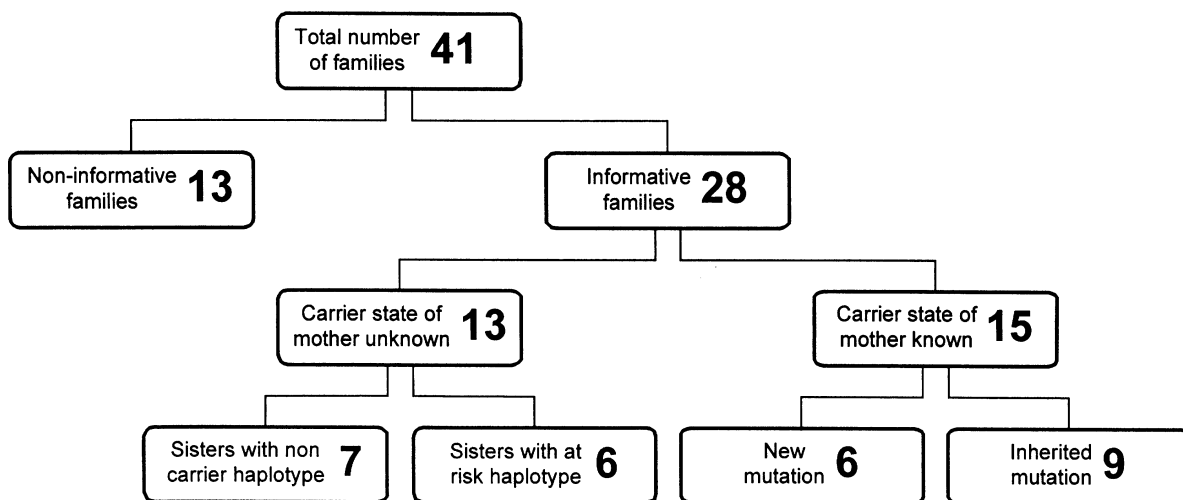 Total number
of families 41
Non-informative
families 13
Informative
families 28
Carrier state of
mother unknown 13
Carrier state of
mother known 15
Sisters with non
carrier haplotype 7
Sisters with at
risk haplotype 6
New
mutation 6
Inherited
mutation 9